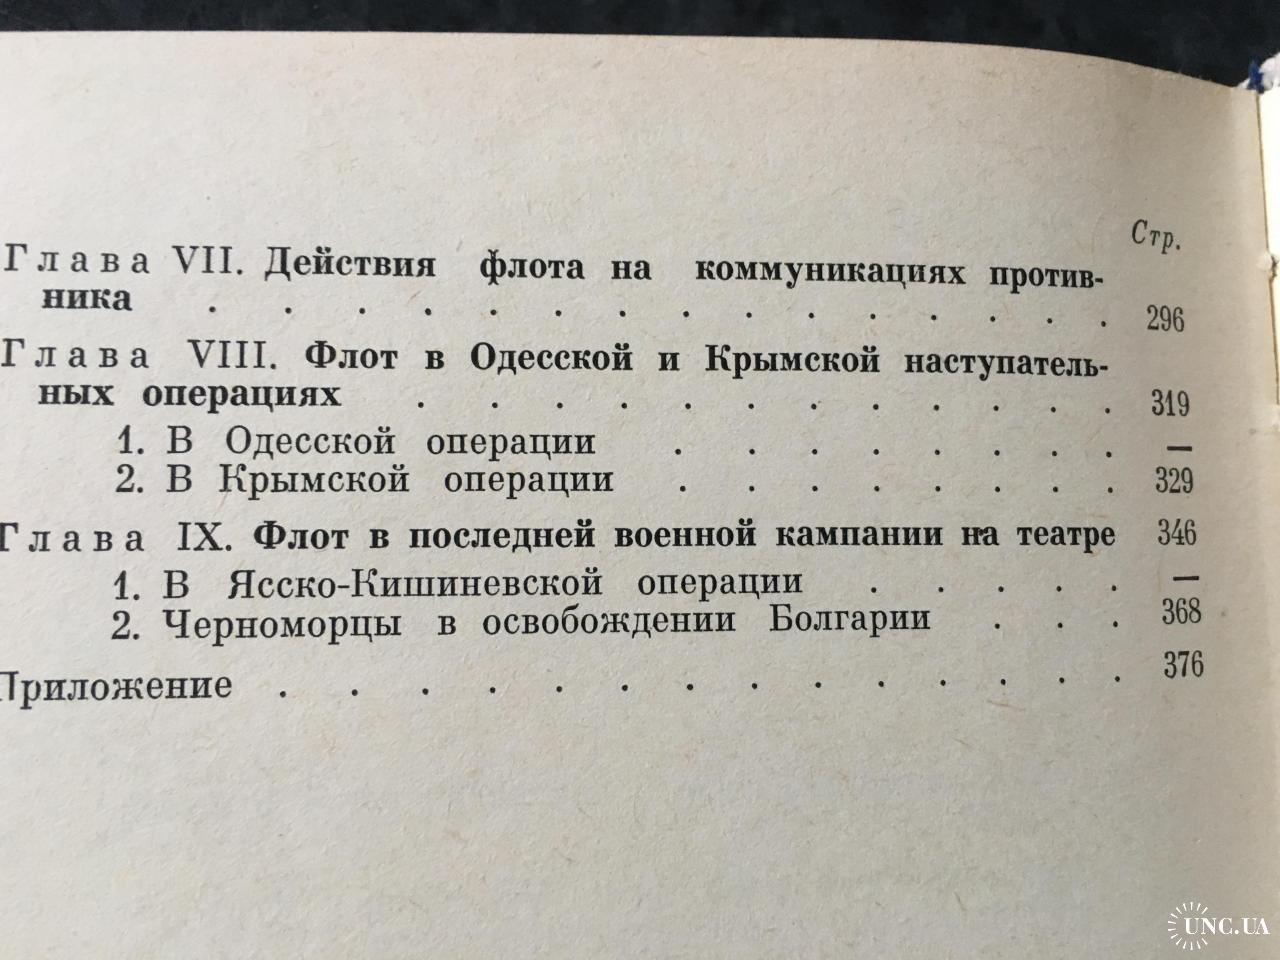 Стр.
Глава VII. Действия флота на коммуникациях против-
ника . . . . . . . . . . . . . . 296
Глава VIII. Флот в Одесской и Крымской наступатель-
ных операциях . . . . . . . . . . . . 319
1. В Одесской операции . . . . . . . . —
2. В Крымской операции . . . . . . . . 329
Глава IX. Флот в последней военной кампании на театре 346
1. В Ясско-Кишиневской операции . . . . . —
2. Черноморцы в освобождении Болгарии . . . 368
Приложение . . . . . . . . . . . . . . 376
UNC.UA